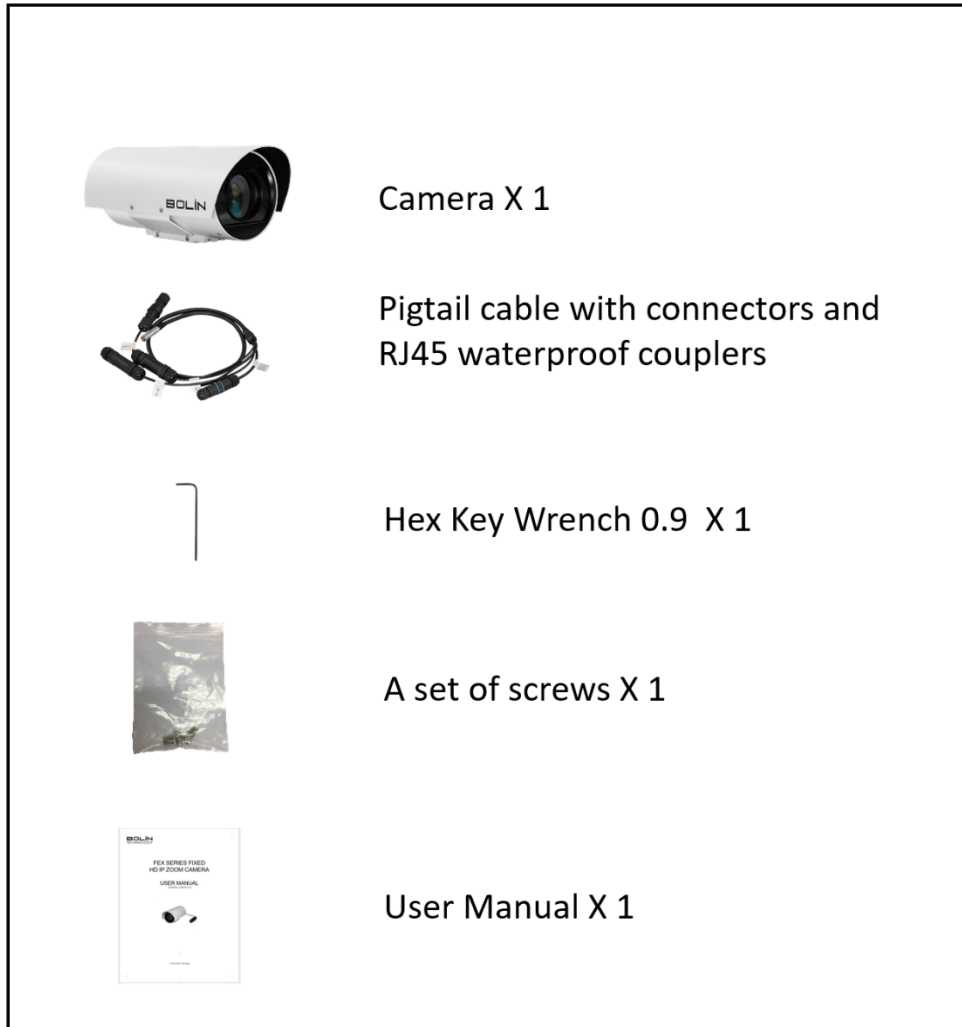 BOLIN
Camera X 1
Pigtail cable with connectors and
RJ45 waterproof couplers
Hex Key Wrench 0.9 X 1
A set of screws X 1
BOLIN
TECHNOLOGY
FEX SERIES FIXED
HD IP ZOOM CAMERA
USER MANUAL
User Manual X 1